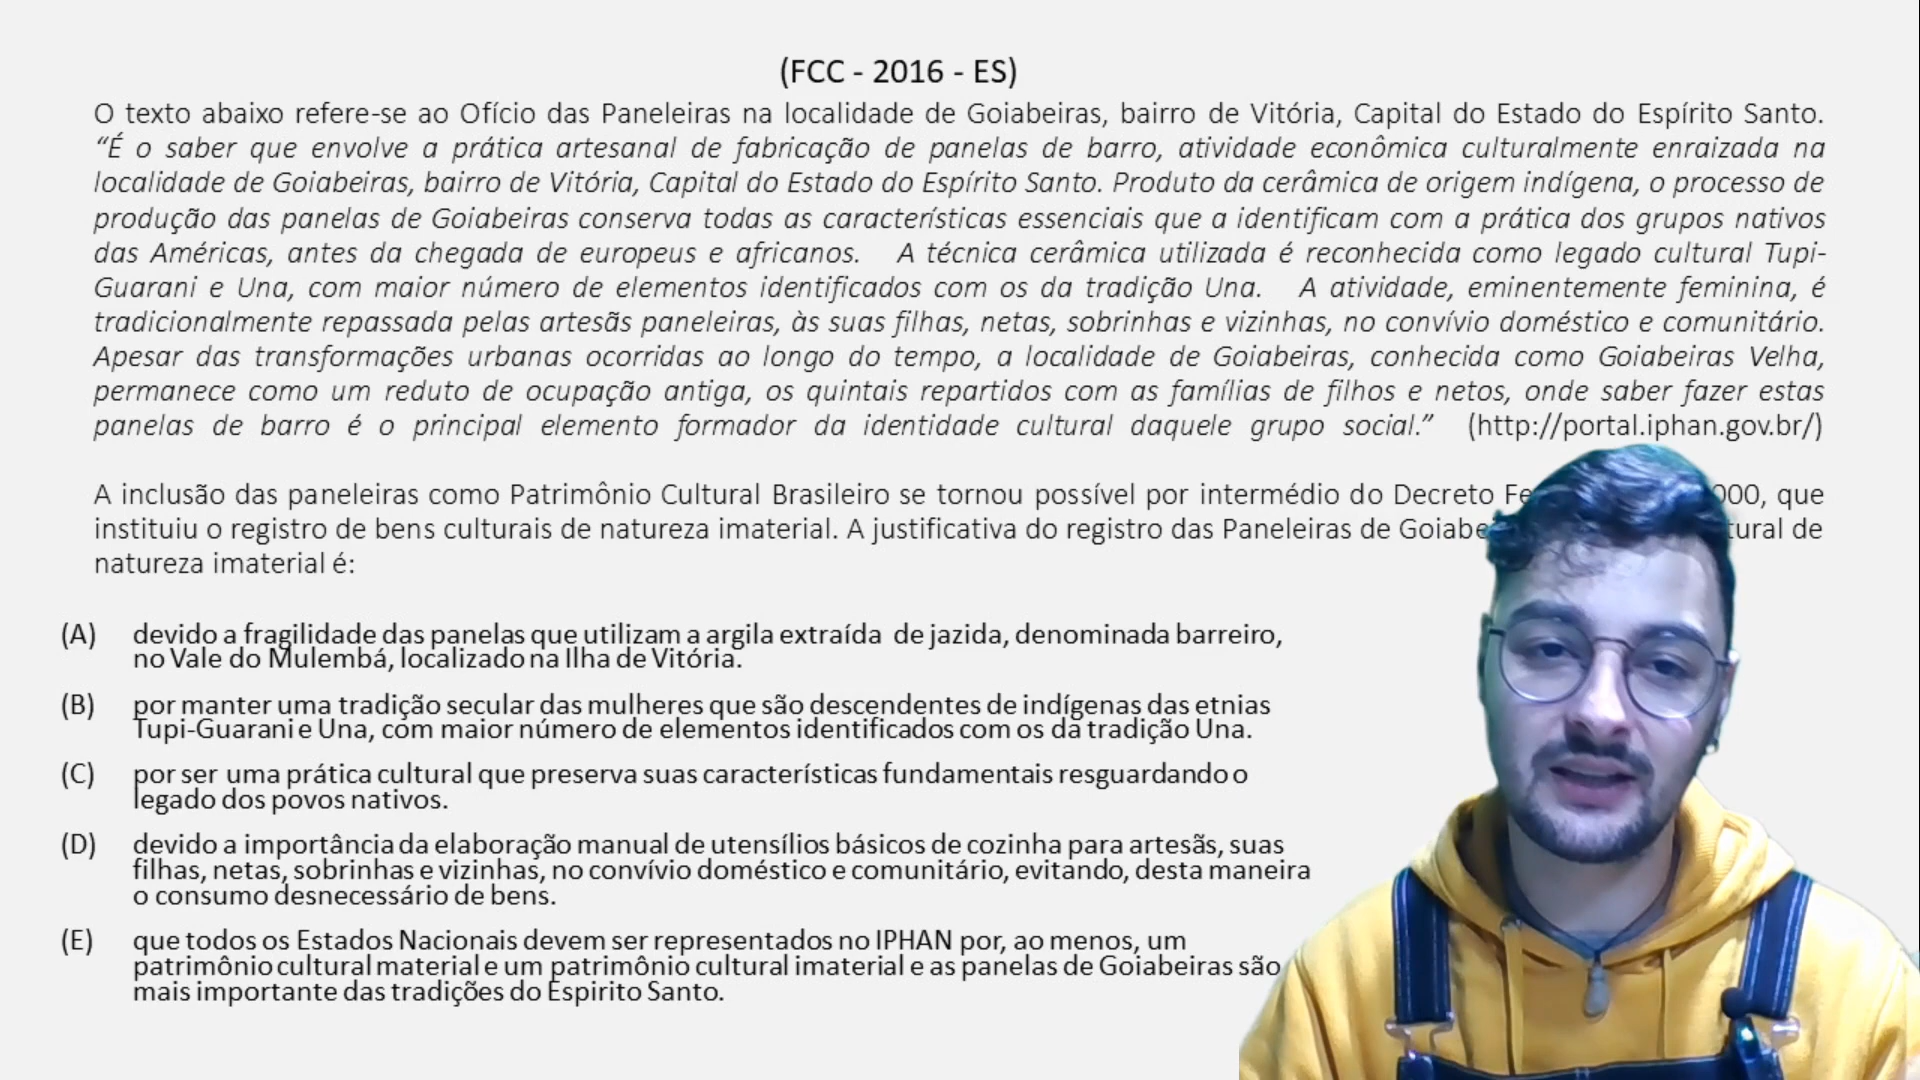 (FCC - 2016 - ES)
O texto abaixo refere-se ao Ofício das Paneleiras na localidade de Goiabeiras, bairro de Vitória, Capital do Estado do Espírito Santo.
“É o saber que envolve a prática artesanal de fabricação de panelas de barro, atividade econômica culturalmente enraizada na
localidade de Goiabeiras, bairro de Vitória, Capital do Estado do Espírito Santo. Produto da cerâmica de origem indígena, o processo de
produção das panelas de Goiabeiras conserva todas as características essenciais que a identificam com a prática dos grupos nativos
das Américas, antes da chegada de europeus e africanos. A técnica cerâmica utilizada é reconhecida como legado cultural Tupi-
Guarani e Una, com maior número de elementos identificados com os da tradição Una. A atividade, eminentemente feminina, é
tradicionalmente repassada pelas artesãs paneleiras, às suas filhas, netas, sobrinhas e vizinhas, no convívio doméstico e comunitário.
Apesar das transformações urbanas ocorridas ao longo do tempo, a localidade de Goiabeiras, conhecida como Goiabeiras Velha,
permanece como um reduto de ocupação antiga, os quintais repartidos com as famílias de filhos e netos, onde saber fazer estas
panelas de barro é o principal elemento formador da identidade cultural daquele grupo social.” (http://portal.iphan.gov.br/)
A inclusão das paneleiras como Patrimônio Cultural Brasileiro se tornou possível por intermédio do Decreto 000, que
instituiu o registro de bens culturais de natureza imaterial. A justificativa do registro das Paneleiras de de
natureza imaterial é:
(A) devido a fragilidade das panelas que utilizam a argila extraída de jazida, denominada barreiro,
no Vale do Mulembá, localizado na Ilha de Vitória.
(B) por manter uma tradição secular das mulheres que são descendentes de indígenas das etnias
Tupi-Guarani e Una, com maior número de elementos identificados com os da tradição Una.
(C) por ser uma prática cultural que preserva suas características fundamentais resguardando o
legado dos povos nativos.
(D) devido a importância da elaboração manual de utensílios básicos de cozinha para artesãs, suas
filhas, netas, sobrinhas e vizinhas, no convívio doméstico e comunitário, evitando, desta maneira
o consumo desnecessário de bens.
(E) que todos os Estados Nacionais devem ser representados no IPHAN por, ao menos, um
patrimônio cultural material e um patrimônio cultural imaterial e as panelas de Goiabeiras são
mais importante das tradições do Espirito Santo.